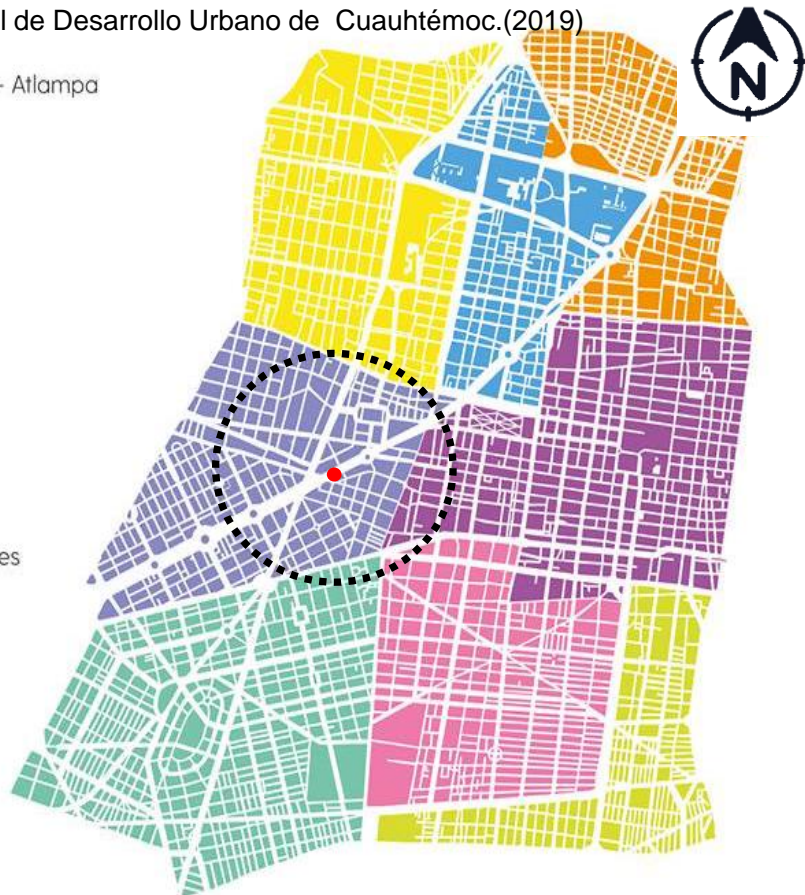 l de Desarrollo Urbano de Cuauhtémoc.(2019)
- Atlampa
es
N